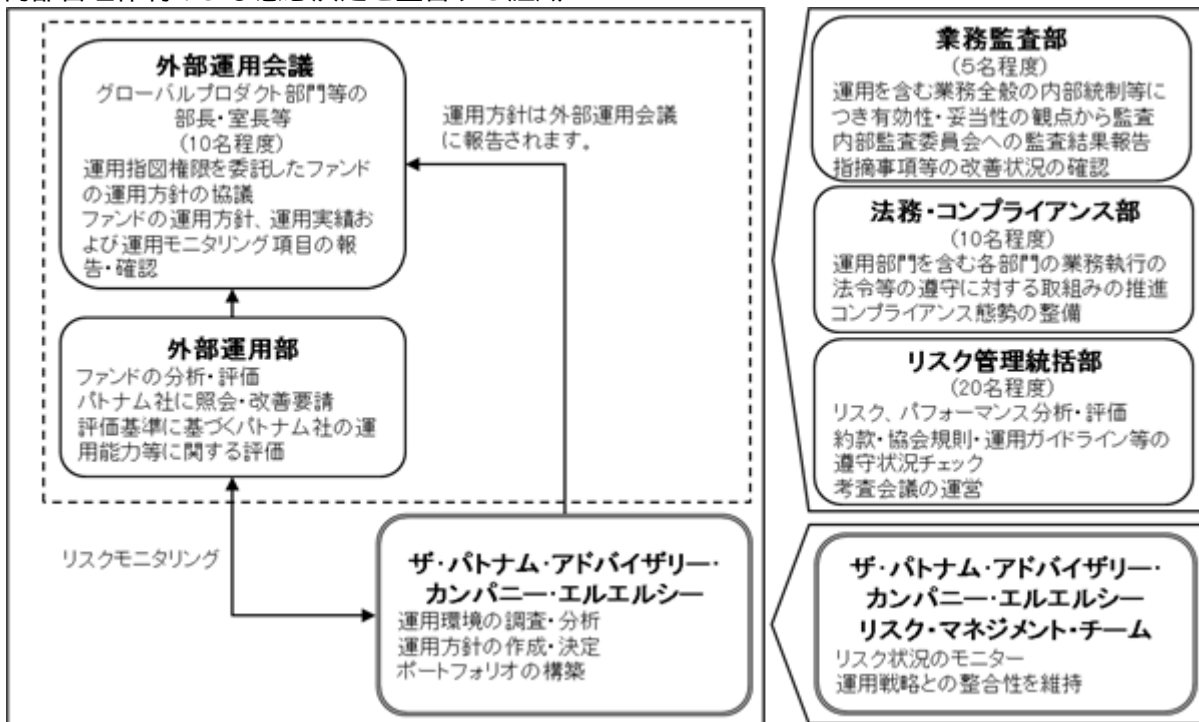 外部運用会議
グローバルプロダクト部門等の
部長・室長等
(10名程度)
運用指図権限を委託したファンド
の運用方針の協議
ファンドの運用方針、運用実績お
よび運用モニタリング項目の報
告・確認
運用方針は外部運用会議
に報告されます。
外部運用部
ファンドの分析・評価
パトナム社に照会・改善要請
評価基準に基づくパトナム社の運
用能力等に関する評価
リスクモニタリング
ザ・パトナム・アドバイザリー・
カンパニー・エルエルシー
運用環境の調査・分析
運用方針の作成・決定
ポートフォリオの構築
業務監査部
(5名程度)
運用を含む業務全般の内部統制等に
つき有効性・妥当性の観点から監査
内部監査委員会への監査結果報告
指摘事項等の改善状況の確認
法務・コンプライアンス部
(10名程度)
運用部門を含む各部門の業務執行の
法令等の遵守に対する取組みの推進
コンプライアンス態勢の整備
リスク管理統括部
(20名程度)
リスク、パフォーマンス分析・評価
約款・協会規則・運用ガイドライン等の
遵守状況チェック
考査会議の運営
ザ・パトナム・アドバイザリー・
カンパニー・エルエルシー
リスク・マネジメント・チーム
リスク状況のモニター
運用戦略との整合性を維持